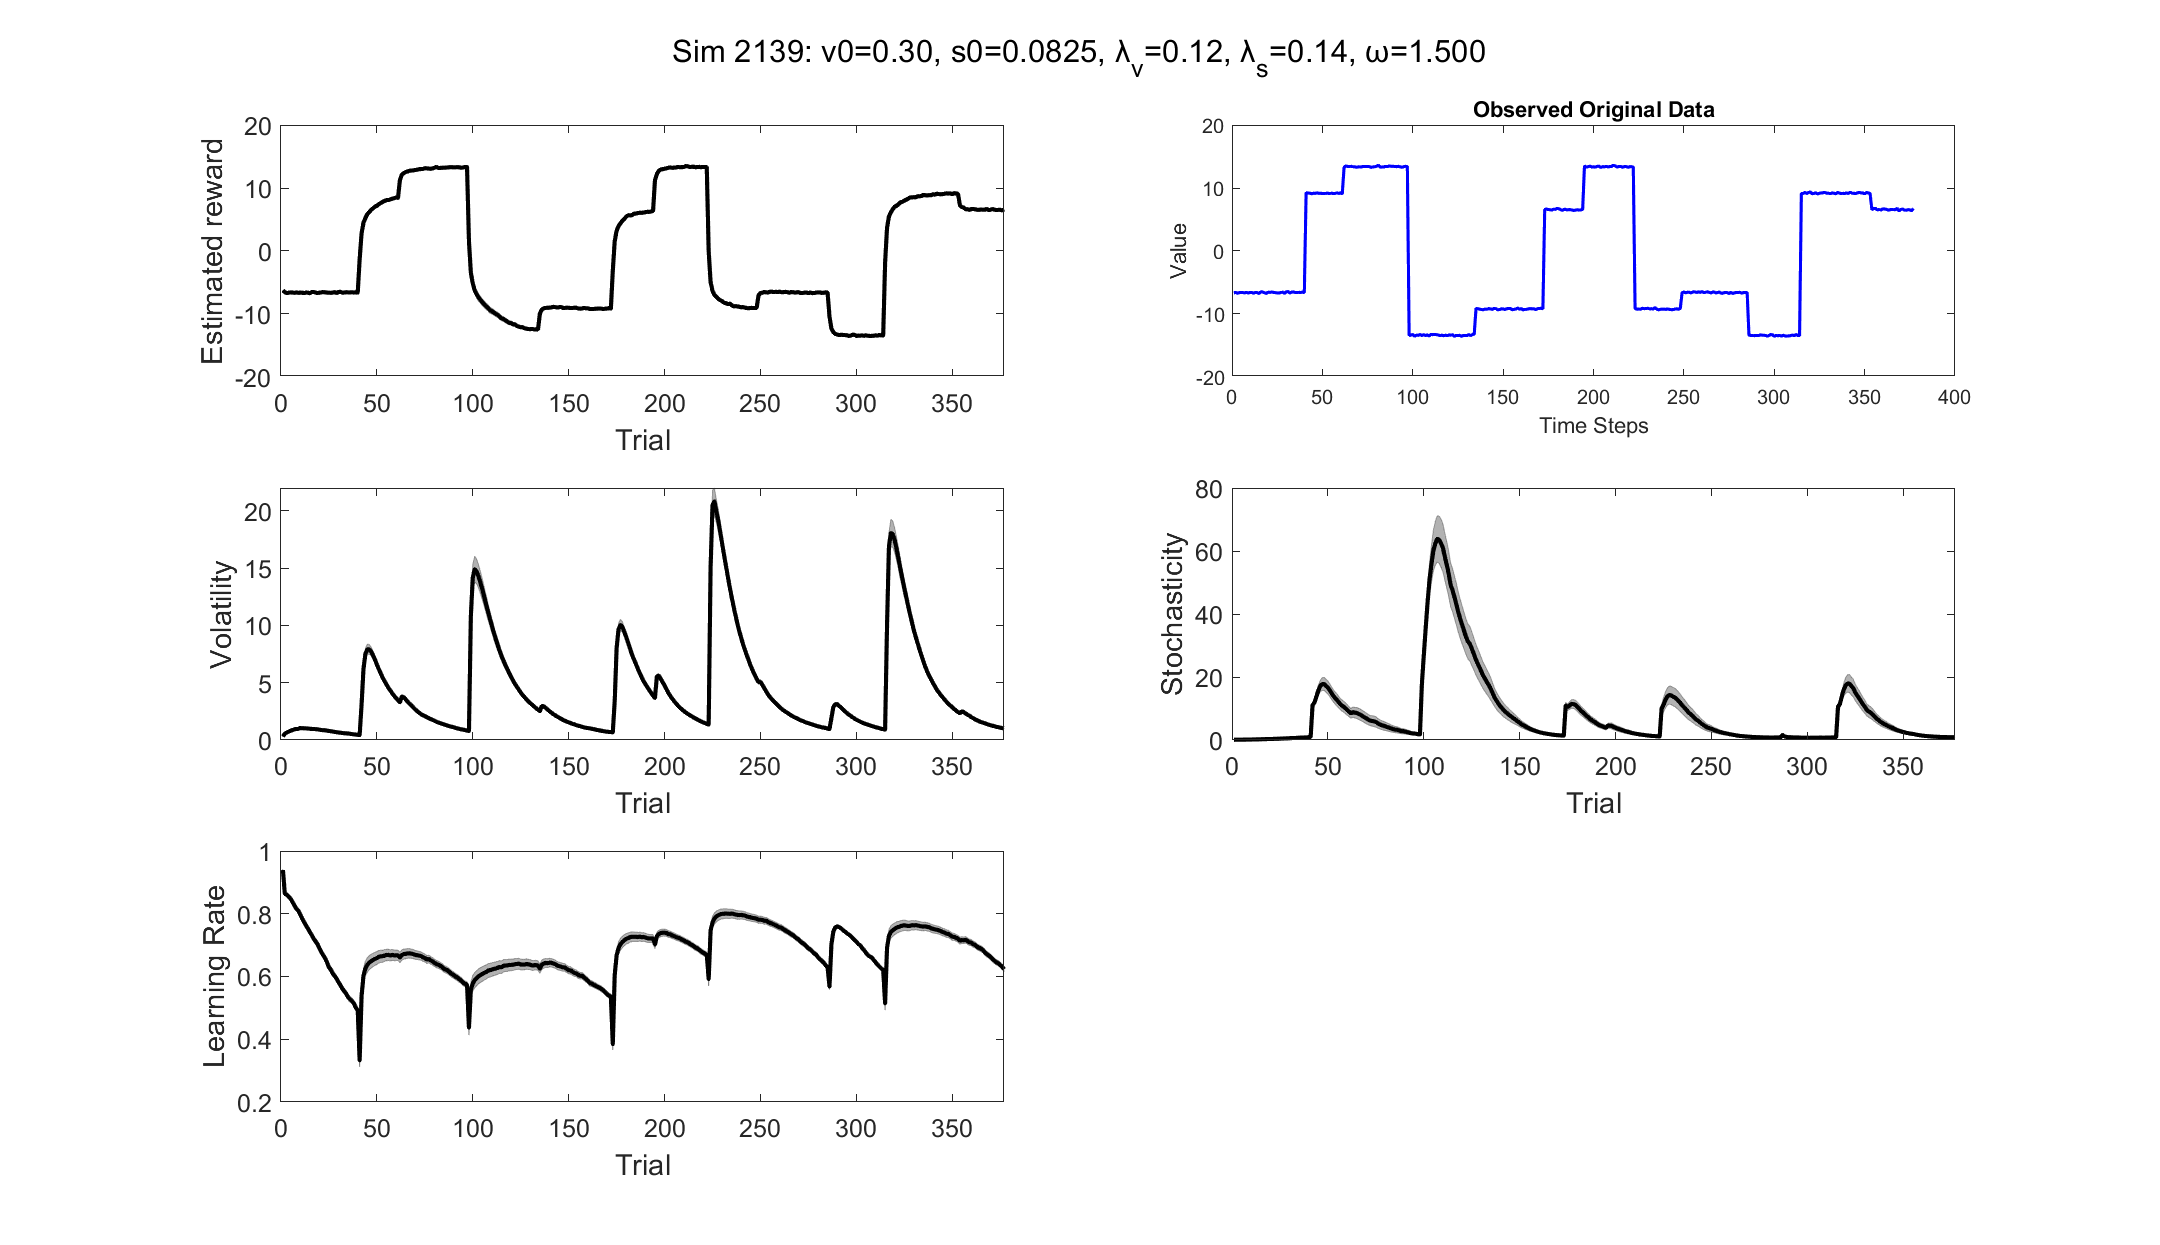 Sim 2139: v0=0.30, s0=0.0825, λ_v=0.12, λ_s=0.14, ω=1.500
Estimated reward
20
10
0
-10
-20
0 50 100 150 200 250 300 350
Trial
Observed Original Data
Value
20
10
0
-10
-20
0 50 100 150 200 250 300 350 400
Time Steps
Volatility
20
15
10
5
0
0 50 100 150 200 250 300 350
Trial
Stochasticity
80
60
40
20
0
0 50 100 150 200 250 300 350
Trial
Learning Rate
1
0.8
0.6
0.4
0.2
0 50 100 150 200 250 300 350
Trial